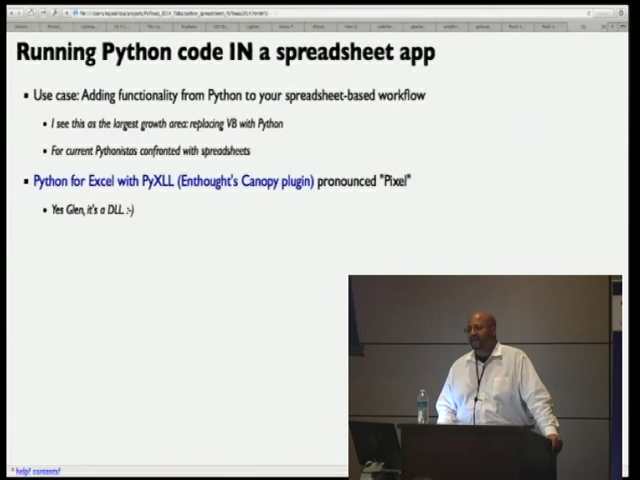 Running Python code IN a spreadsheet app
Use case: Adding functionality from Python to your spreadsheet-based workflow
I see this as the largest growth area: replacing VB with Python
For current Pythonistas confronted with spreadsheets
Python for Excel with PyXLL (Enthought's Canopy plugin) pronounced "Pixel"
Yes Glen, it's a DLL :-)
* help? contents?